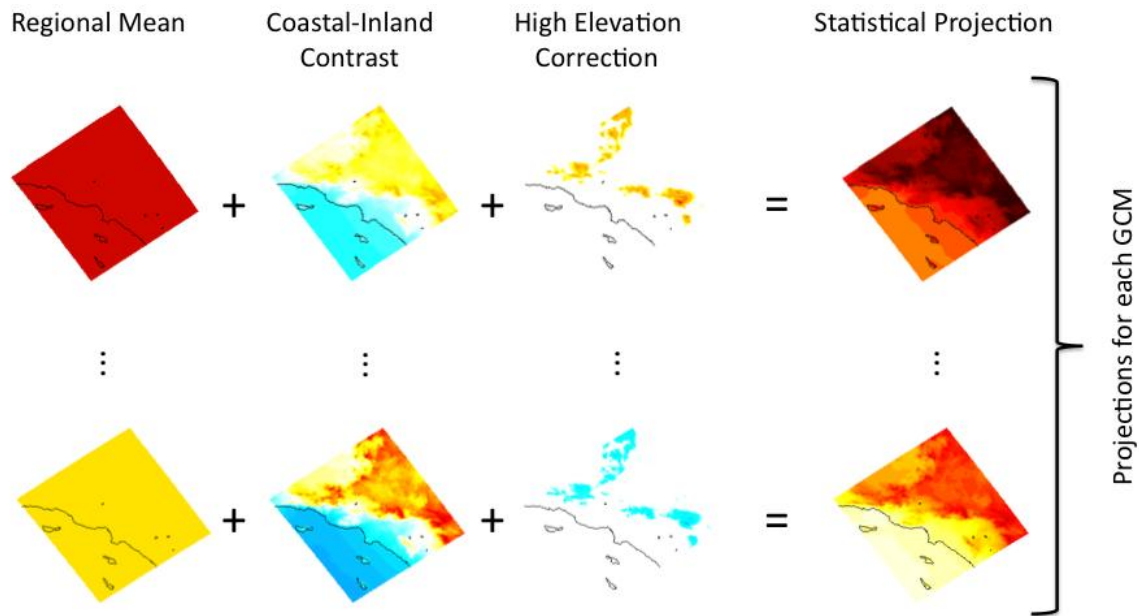 Regional Mean
Coastal-Inland
Contrast
High Elevation
Correction
Statistical Projection
+
+
=
⋮
⋮
⋮
⋮
+
+
=
Projections for each GCM